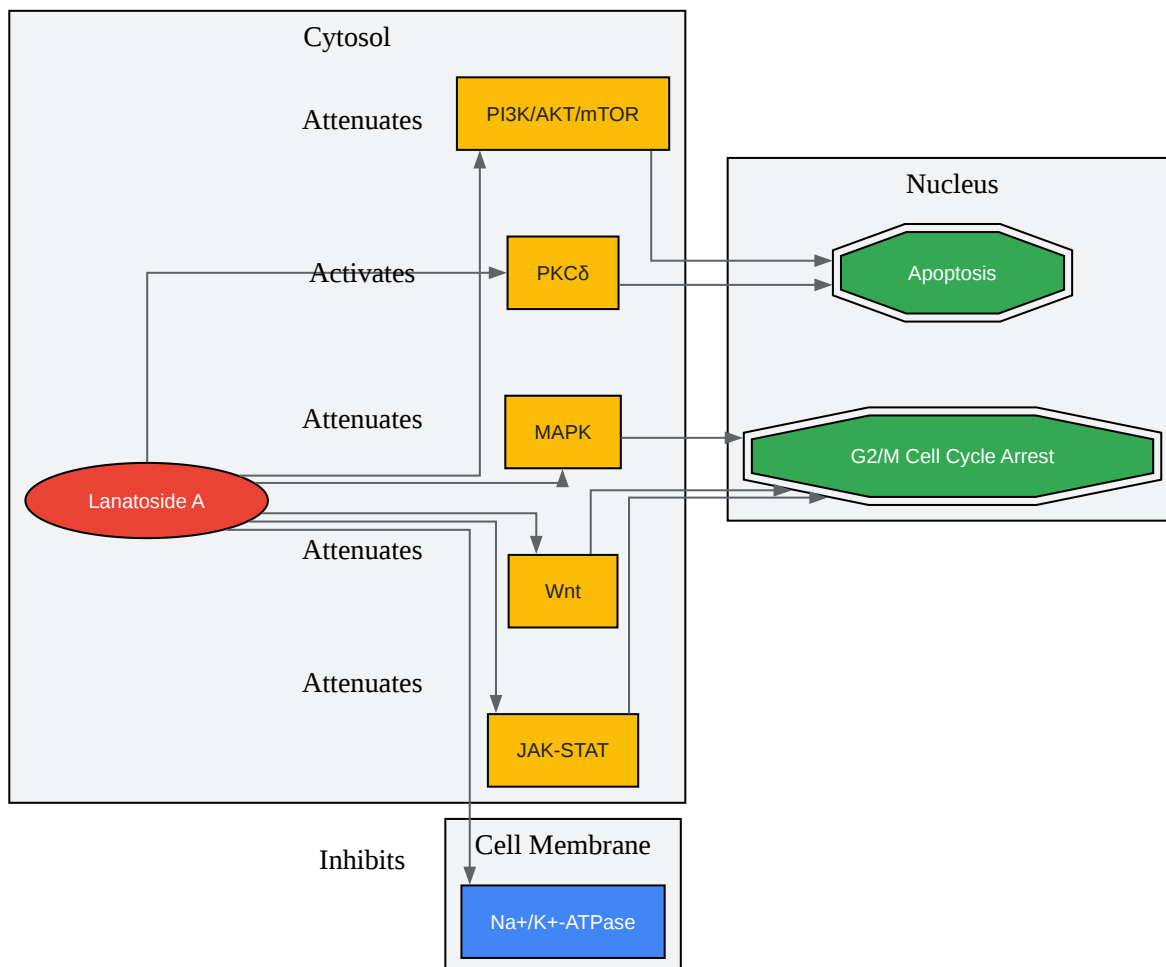 Cytosol
Attenuates
PI3K/AKT/mTOR
Nucleus
Activates
PKCδ
Apoptosis
Attenuates
MAPK
G2/M Cell Cycle Arrest
Lanatoside A
Attenuates
Wnt
Attenuates
JAK-STAT
Inhibits
Cell Membrane
Na+/K+-ATPase